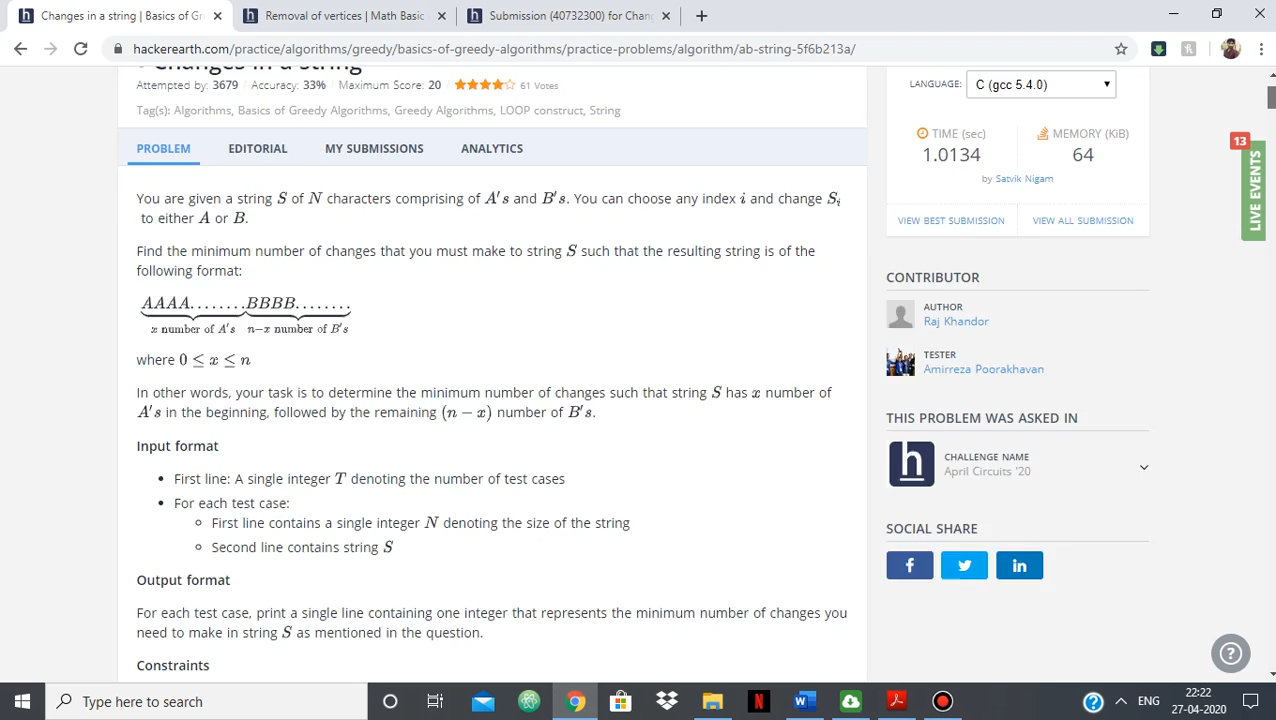 Changes in a string | Basics of Gr
Removal of vertices | Math Basic
Submission (40732300) for Chan
hackerearth.com/practice/algorithms/greedy/basics-of-greedy-algorithms/practice-problems/algorithm/ab-string-5f6b213a/
Changes in a string
Attempted by: 3679 / Accuracy: 33% / Maximum Score: 20 61 Votes
Tag(s): Algorithms, Basics of Greedy Algorithms, Greedy Algorithms, LOOP construct, String
PROBLEM EDITORIAL MY SUBMISSIONS ANALYTICS
You are given a string S of N characters comprising of A's and B's. You can choose any index i and change Si
to either A or B.
Find the minimum number of changes that you must make to string S such that the resulting string is of the
following format:
AAAA........BBBB........
x number of A's n−x number of B's
where 0 ≤ x ≤ n
In other words, your task is to determine the minimum number of changes such that string S has x number of
A's in the beginning, followed by the remaining (n − x) number of B's.
Input format
• First line: A single integer T denoting the number of test cases
• For each test case:
◦ First line contains a single integer N denoting the size of the string
◦ Second line contains string S
Output format
For each test case, print a single line containing one integer that represents the minimum number of changes you
need to make in string S as mentioned in the question.
Constraints
LANGUAGE: C (gcc 5.4.0)
TIME (sec) MEMORY (KiB)
1.0134 64
by Satvik Nigam
VIEW BEST SUBMISSION VIEW ALL SUBMISSION
CONTRIBUTOR
AUTHOR
Raj Khandor
TESTER
Amirreza Poorakhavan
THIS PROBLEM WAS ASKED IN
h
CHALLENGE NAME
April Circuits '20
SOCIAL SHARE
13
LIVE EVENTS
?
Type here to search
ENG
22:22
27-04-2020